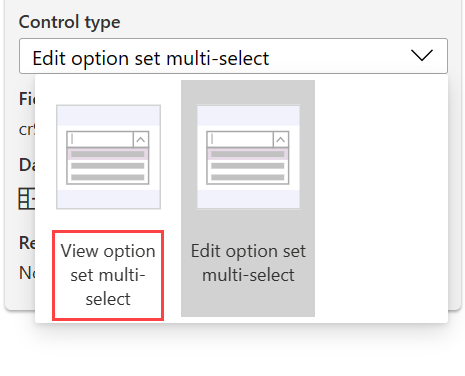 Control type
Edit option set multi-select
Fie
cr
Da
View option
set multi-
select
Edit option set
multi-select
Re
No